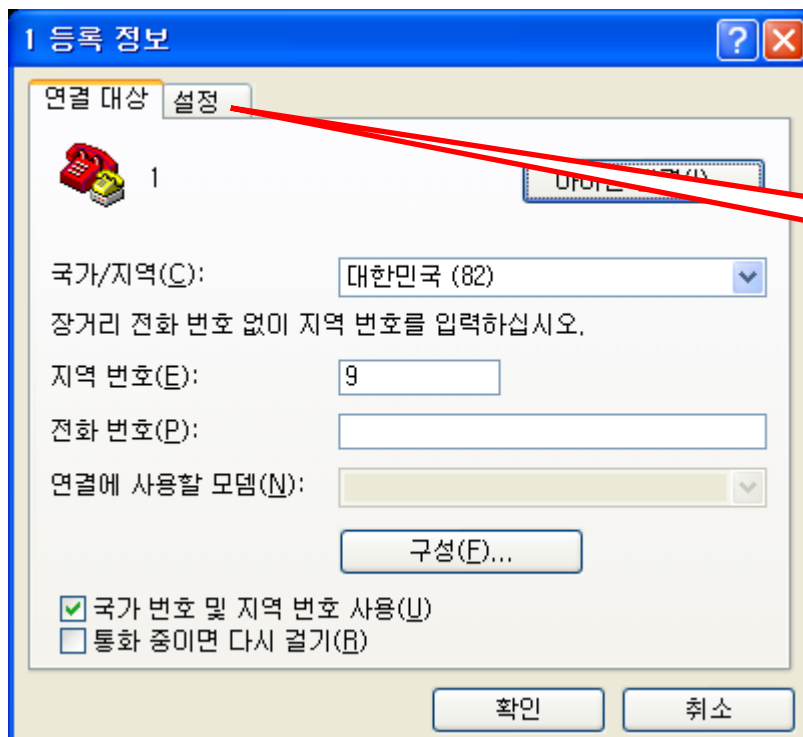 1 등록 정보
연결 대상 설정
1
국가/지역(C):
대한민국 (82)
장거리 전화 번호 없이 지역 번호를 입력하십시오.
지역 번호(E):
9
전화 번호(P):
연결에 사용할 모뎀(N):
구성(F)...
국가 번호 및 지역 번호 사용(U)
통화 중이면 다시 걸기(R)
확인 취소